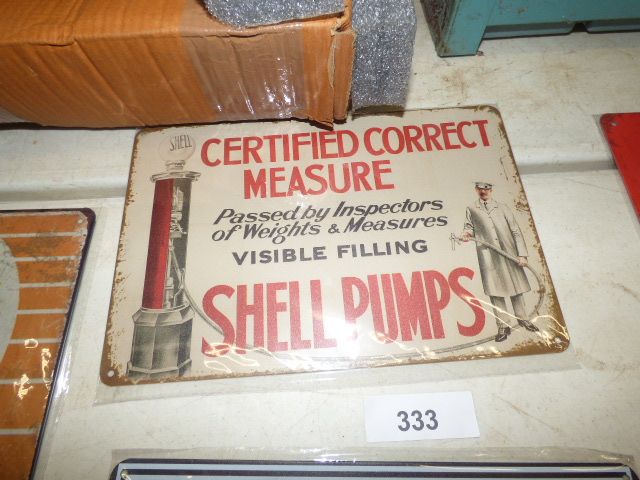 SHELL
CERTIFIED CORRECT
MEASURE
Passed by Inspectors
of Weights & Measures
VISIBLE FILLING
SHELL PUMPS
333